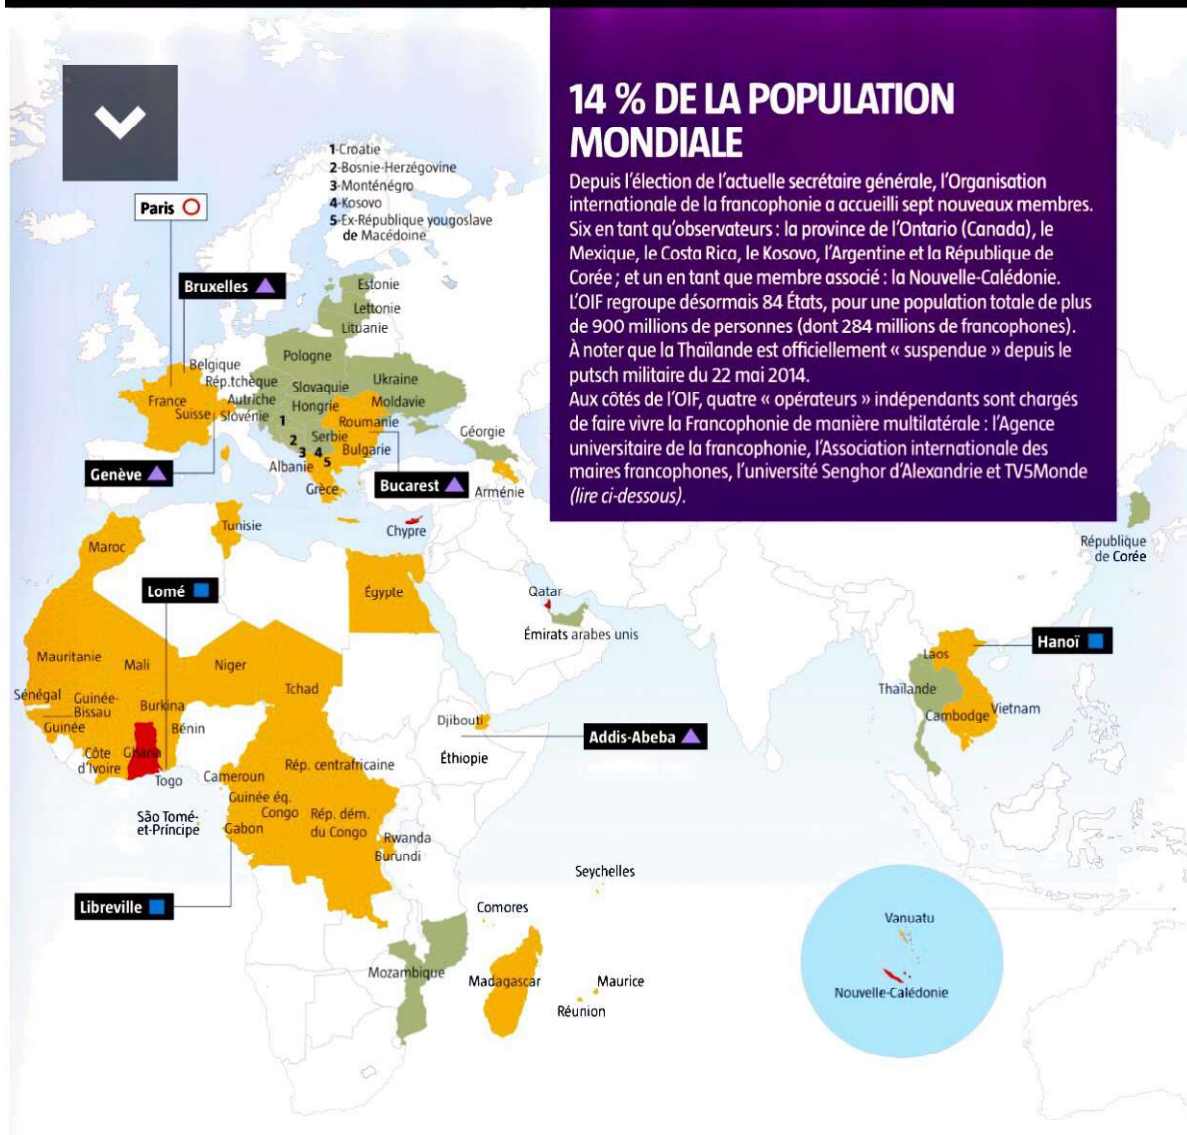 14 % DE LA POPULATION
MONDIALE
Depuis l'élection de l'actuelle secrétaire générale, l'Organisation
internationale de la francophonie a accueilli sept nouveaux membres.
Six en tant qu'observateurs : la province de l'Ontario (Canada), le
Mexique, le Costa Rica, le Kosovo, l'Argentine et la République de
Corée ; et un en tant que membre associé : la Nouvelle-Calédonie.
L'OIF regroupe désormais 84 États, pour une population totale de plus
de 900 millions de personnes (dont 284 millions de francophones).
À noter que la Thaïlande est officiellement « suspendue » depuis le
putsch militaire du 22 mai 2014.
Aux côtés de l'OIF, quatre « opérateurs » indépendants sont chargés
de faire vivre la Francophonie de manière multilatérale : l'Agence
universitaire de la francophonie, l'Association internationale des
maires francophones, l'université Senghor d'Alexandrie et TV5Monde
(lire ci-dessous).
1-Croatie
2-Bosnie-Herzégovine
3-Monténégro
4-Kosovo
5-Ex-République yougoslave
de Macédoine
Paris
Bruxelles
Estonie
Lettonie
Lituanie
Pologne
Belgique
Rép.tchèque
Slovaquie
Ukraine
France
Autriche
Hongrie
Moldavie
Suisse
Slovénie
1
Roumanie
2
Serbie
Géorgie
3
4
Bulgarie
5
Albanie
Genève
Grèce
Bucarest
Arménie
Tunisie
Chypre
Maroc
République
de Corée
Lomé
Égypte
Qatar
Émirats arabes unis
Hanoï
Laos
Mauritanie
Mali
Niger
Tchad
Thaïlande
Sénégal
Guinée-
Bissau
Burkina
Vietnam
Cambodge
Guinée
Bénin
Djibouti
Addis-Abeba
Côte
d'Ivoire
Ghana
Éthiopie
Togo
Cameroun
Rép. centrafricaine
Guinée éq.
São Tomé-
et-Príncipe
Congo
Rép. dém.
du Congo
Gabon
Rwanda
Burundi
Seychelles
Libreville
Comores
Vanuatu
Mozambique
Madagascar
Maurice
Nouvelle-Calédonie
Réunion